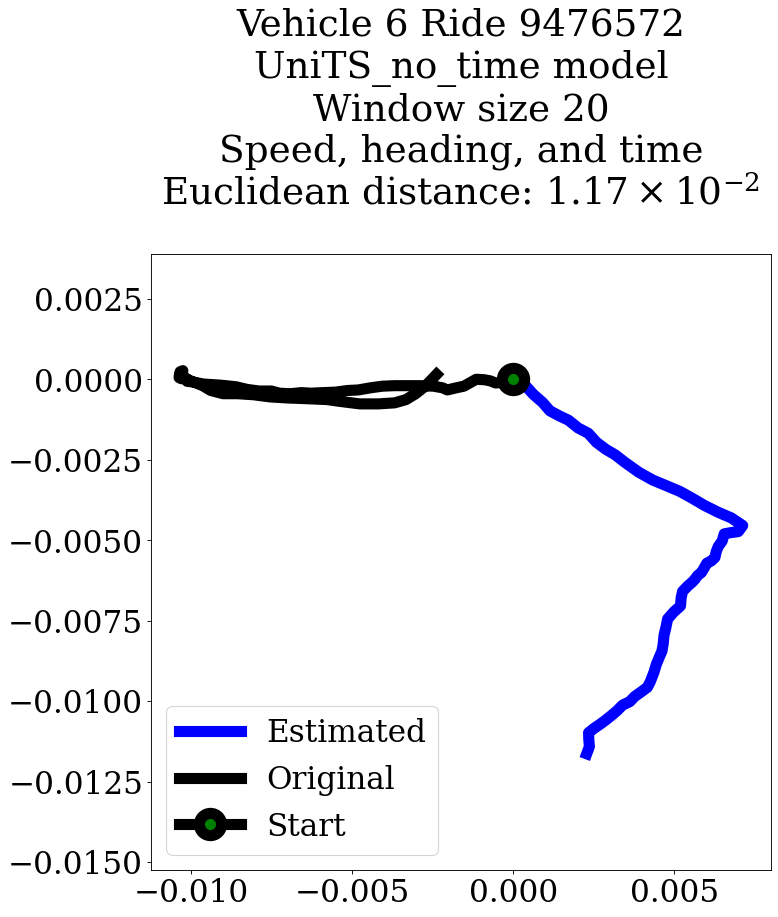 Vehicle 6 Ride 9476572
UniTS_no_time model
Window size 20
Speed, heading, and time
Euclidean distance: 1.17 × 10⁻²
0.0025
0.0000
−0.0025
−0.0050
−0.0075
−0.0100
−0.0125
−0.0150
Estimated
Original
Start
−0.010 −0.005 0.000 0.005